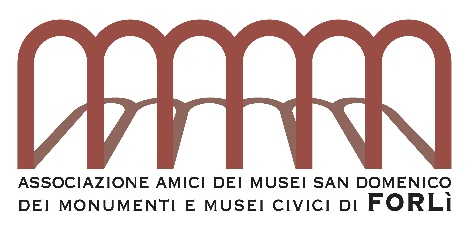 ASSOCIAZIONE AMICI DEI MUSEI SAN DOMENICO
DEI MONUMENTI E MUSEI CIVICI DI FORLì